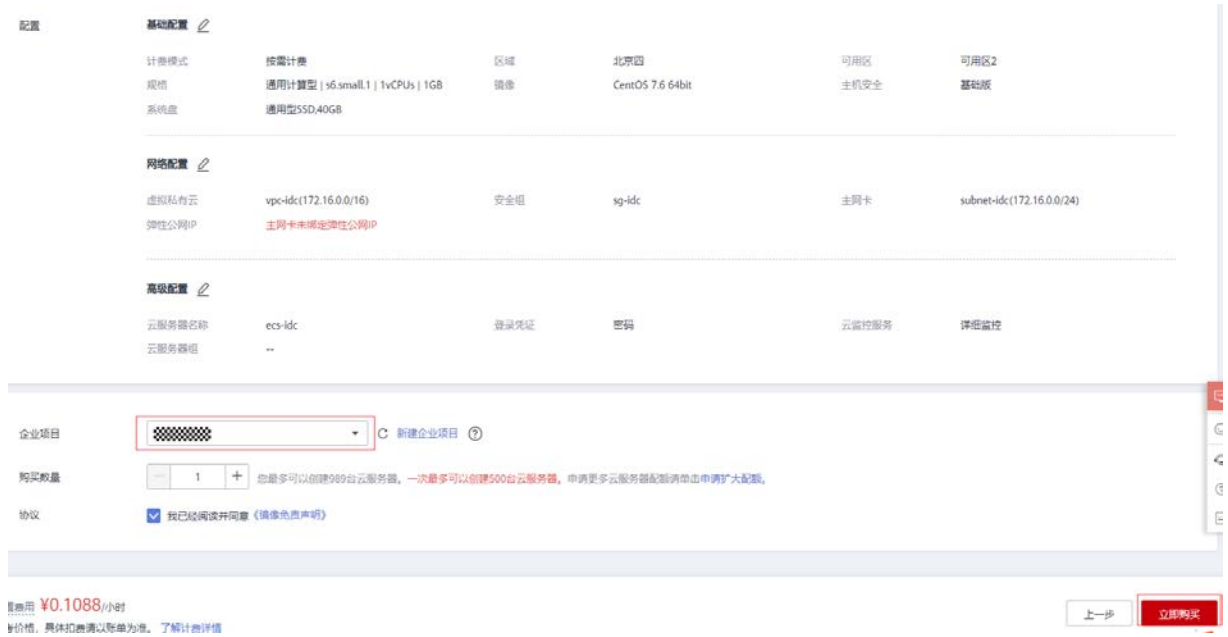 配置
基础配置
计费模式 按需计费 区域 北京四 可用区 可用区2
规格 通用计算型 | s6.small.1 | 1vCPUs | 1GB 镜像 CentOS 7.6 64bit 主机安全 基础版
系统盘 通用型SSD,40GB
网络配置
虚拟私有云 vpc-idc(172.16.0.0/16) 安全组 sg-idc 主网卡 subnet-idc(172.16.0.0/24)
弹性公网IP 主网卡未绑定弹性公网IP
高级配置
云服务器名称 ecs-idc 登录凭证 密码 云监控服务 详细监控
云服务器组 --
企业项目 新建企业项目 ?
购买数量 − 1 + 您最多可以创建989台云服务器。一次最多可以创建500台云服务器。申请更多云服务器配额请单击申请扩大配额。
协议 我已经阅读并同意《镜像免责声明》
费用 ¥0.1088/小时
价格，具体扣费请以账单为准。 了解计费详情
上一步 立即购买